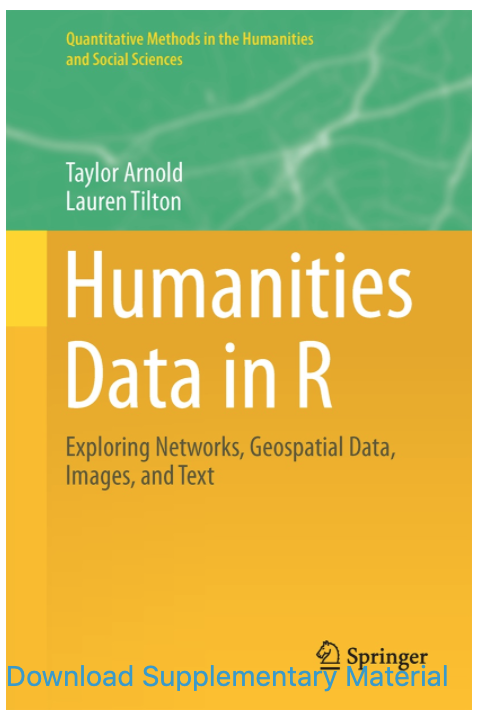 Quantitative Methods in the Humanities
and Social Sciences
Taylor Arnold
Lauren Tilton
Humanities
Data in R
Exploring Networks, Geospatial Data,
Images, and Text
Springer
Download Supplementary Material